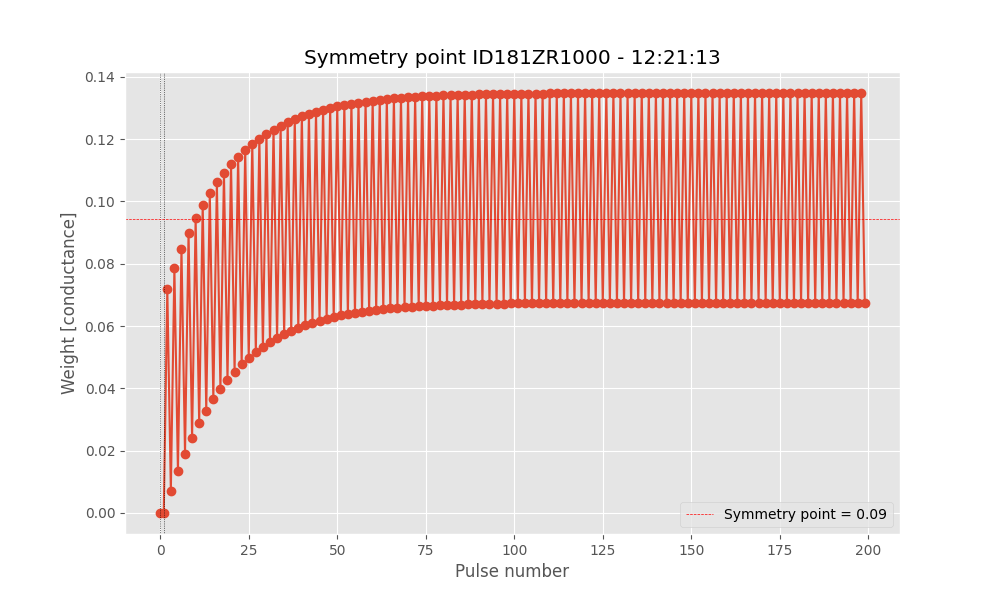 Symmetry point ID181ZR1000 - 12:21:13
0.14
0.12
0.10
0.08
0.06
0.04
0.02
0.00
Weight [conductance]
Symmetry point = 0.09
0 25 50 75 100 125 150 175 200
Pulse number